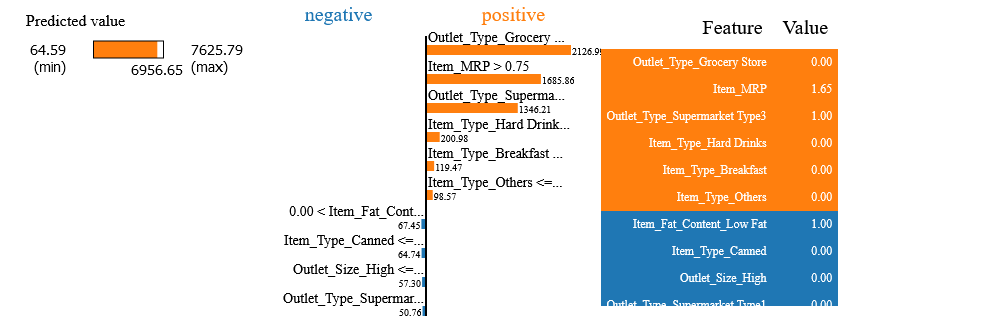 Predicted value
64.59
(min)
6956.65
7625.79
(max)
negative
positive
Outlet_Type_Grocery ...
2126.9
Item_MRP > 0.75
1685.86
Outlet_Type_Superma...
1346.21
Item_Type_Hard Drink...
200.98
Item_Type_Breakfast ...
119.47
Item_Type_Others <=...
98.57
0.00 < Item_Fat_Cont...
67.45
Item_Type_Canned <=...
64.74
Outlet_Size_High <=...
57.30
Outlet_Type_Supermar...
50.76
Feature Value
Outlet_Type_Grocery Store 0.00
Item_MRP 1.65
Outlet_Type_Supermarket Type3 1.00
Item_Type_Hard Drinks 0.00
Item_Type_Breakfast 0.00
Item_Type_Others 0.00
Item_Fat_Content_Low Fat 1.00
Item_Type_Canned 0.00
Outlet_Size_High 0.00
Outlet_Type_Supermarket Type1 0.00